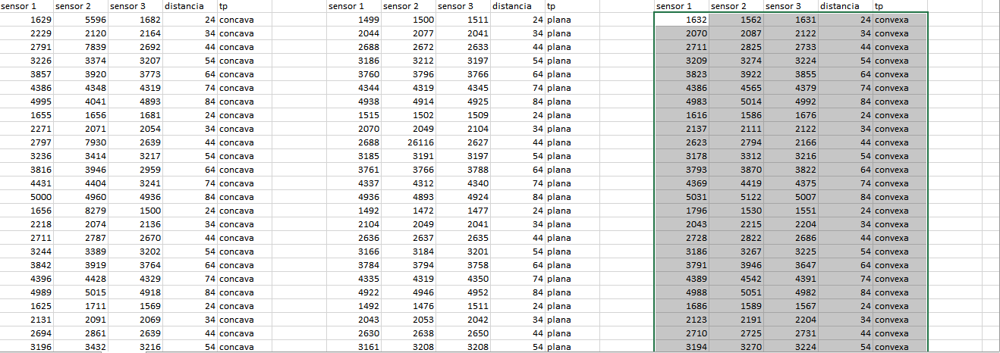 sensor 1 sensor 2 sensor 3 distancia tp sensor 1 sensor 2 sensor 3 distancia tp sensor 1 sensor 2 sensor 3 distancia tp
1629 5596 1682 24 concava 1499 1500 1511 24 plana 1632 1562 1631 24 convexa
2229 2120 2164 34 concava 2044 2077 2041 34 plana 2070 2087 2122 34 convexa
2791 7839 2692 44 concava 2688 2672 2633 44 plana 2711 2825 2733 44 convexa
3226 3374 3207 54 concava 3186 3212 3197 54 plana 3209 3274 3224 54 convexa
3857 3920 3773 64 concava 3760 3796 3766 64 plana 3823 3922 3855 64 convexa
4386 4348 4319 74 concava 4344 4319 4345 74 plana 4386 4565 4379 74 convexa
4995 4041 4893 84 concava 4938 4914 4925 84 plana 4983 5014 4992 84 convexa
1655 1656 1681 24 concava 1515 1502 1509 24 plana 1616 1586 1676 24 convexa
2271 2071 2054 34 concava 2070 2049 2104 34 plana 2137 2111 2122 34 convexa
2797 7930 2639 44 concava 2688 26116 2627 44 plana 2623 2794 2166 44 convexa
3236 3414 3217 54 concava 3185 3191 3197 54 plana 3178 3312 3216 54 convexa
3816 3946 2959 64 concava 3761 3766 3788 64 plana 3793 3870 3822 64 convexa
4431 4404 3241 74 concava 4337 4312 4340 74 plana 4369 4419 4375 74 convexa
5000 4960 4936 84 concava 4936 4893 4924 84 plana 5031 5122 5007 84 convexa
1656 8279 1500 24 concava 1492 1472 1477 24 plana 1796 1530 1551 24 convexa
2218 2074 2136 34 concava 2104 2049 2041 34 plana 2043 2215 2204 34 convexa
2711 2787 2670 44 concava 2636 2637 2635 44 plana 2728 2822 2686 44 convexa
3244 3389 3202 54 concava 3166 3184 3201 54 plana 3186 3267 3225 54 convexa
3842 3919 3764 64 concava 3784 3794 3758 64 plana 3791 3946 3647 64 convexa
4396 4428 4329 74 concava 4335 4319 4350 74 plana 4389 4542 4391 74 convexa
4989 5015 4918 84 concava 4922 4946 4952 84 plana 4988 5051 4982 84 convexa
1625 1711 1569 24 concava 1492 1476 1511 24 plana 1686 1589 1567 24 convexa
2131 2091 2069 34 concava 2043 2053 2042 34 plana 2123 2191 2204 34 convexa
2694 2861 2639 44 concava 2630 2638 2650 44 plana 2710 2725 2731 44 convexa
3196 3432 3216 54 concava 3161 3208 3208 54 plana 3194 3270 3224 54 convexa